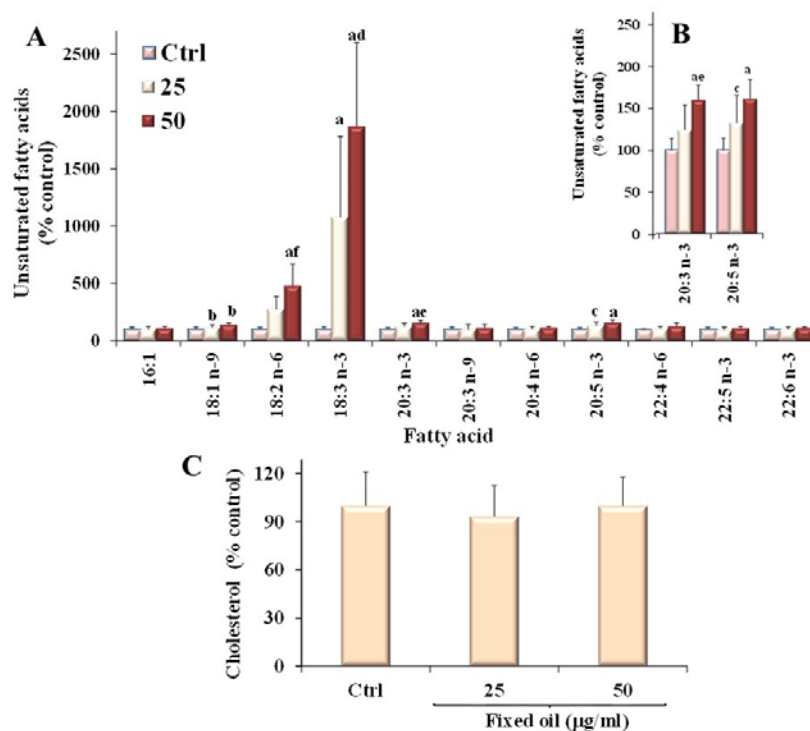 A
Unsaturated fatty acids
(% control)
2500
2000
1500
1000
500
0
Ctrl
25
50
b
b
af
a
ad
ae
c
a
16:1
18:1 n-9
18:2 n-6
18:3 n-3
20:3 n-3
20:3 n-9
20:4 n-6
20:5 n-3
22:4 n-6
22:5 n-3
22:6 n-3
Fatty acid
B
Unsaturated fatty acids
(% control)
250
200
150
100
50
0
ae
c
a
20:3 n-3
20:5 n-3
C
Cholesterol (% control)
120
90
60
30
0
Ctrl
25
50
Fixed oil (µg/ml)